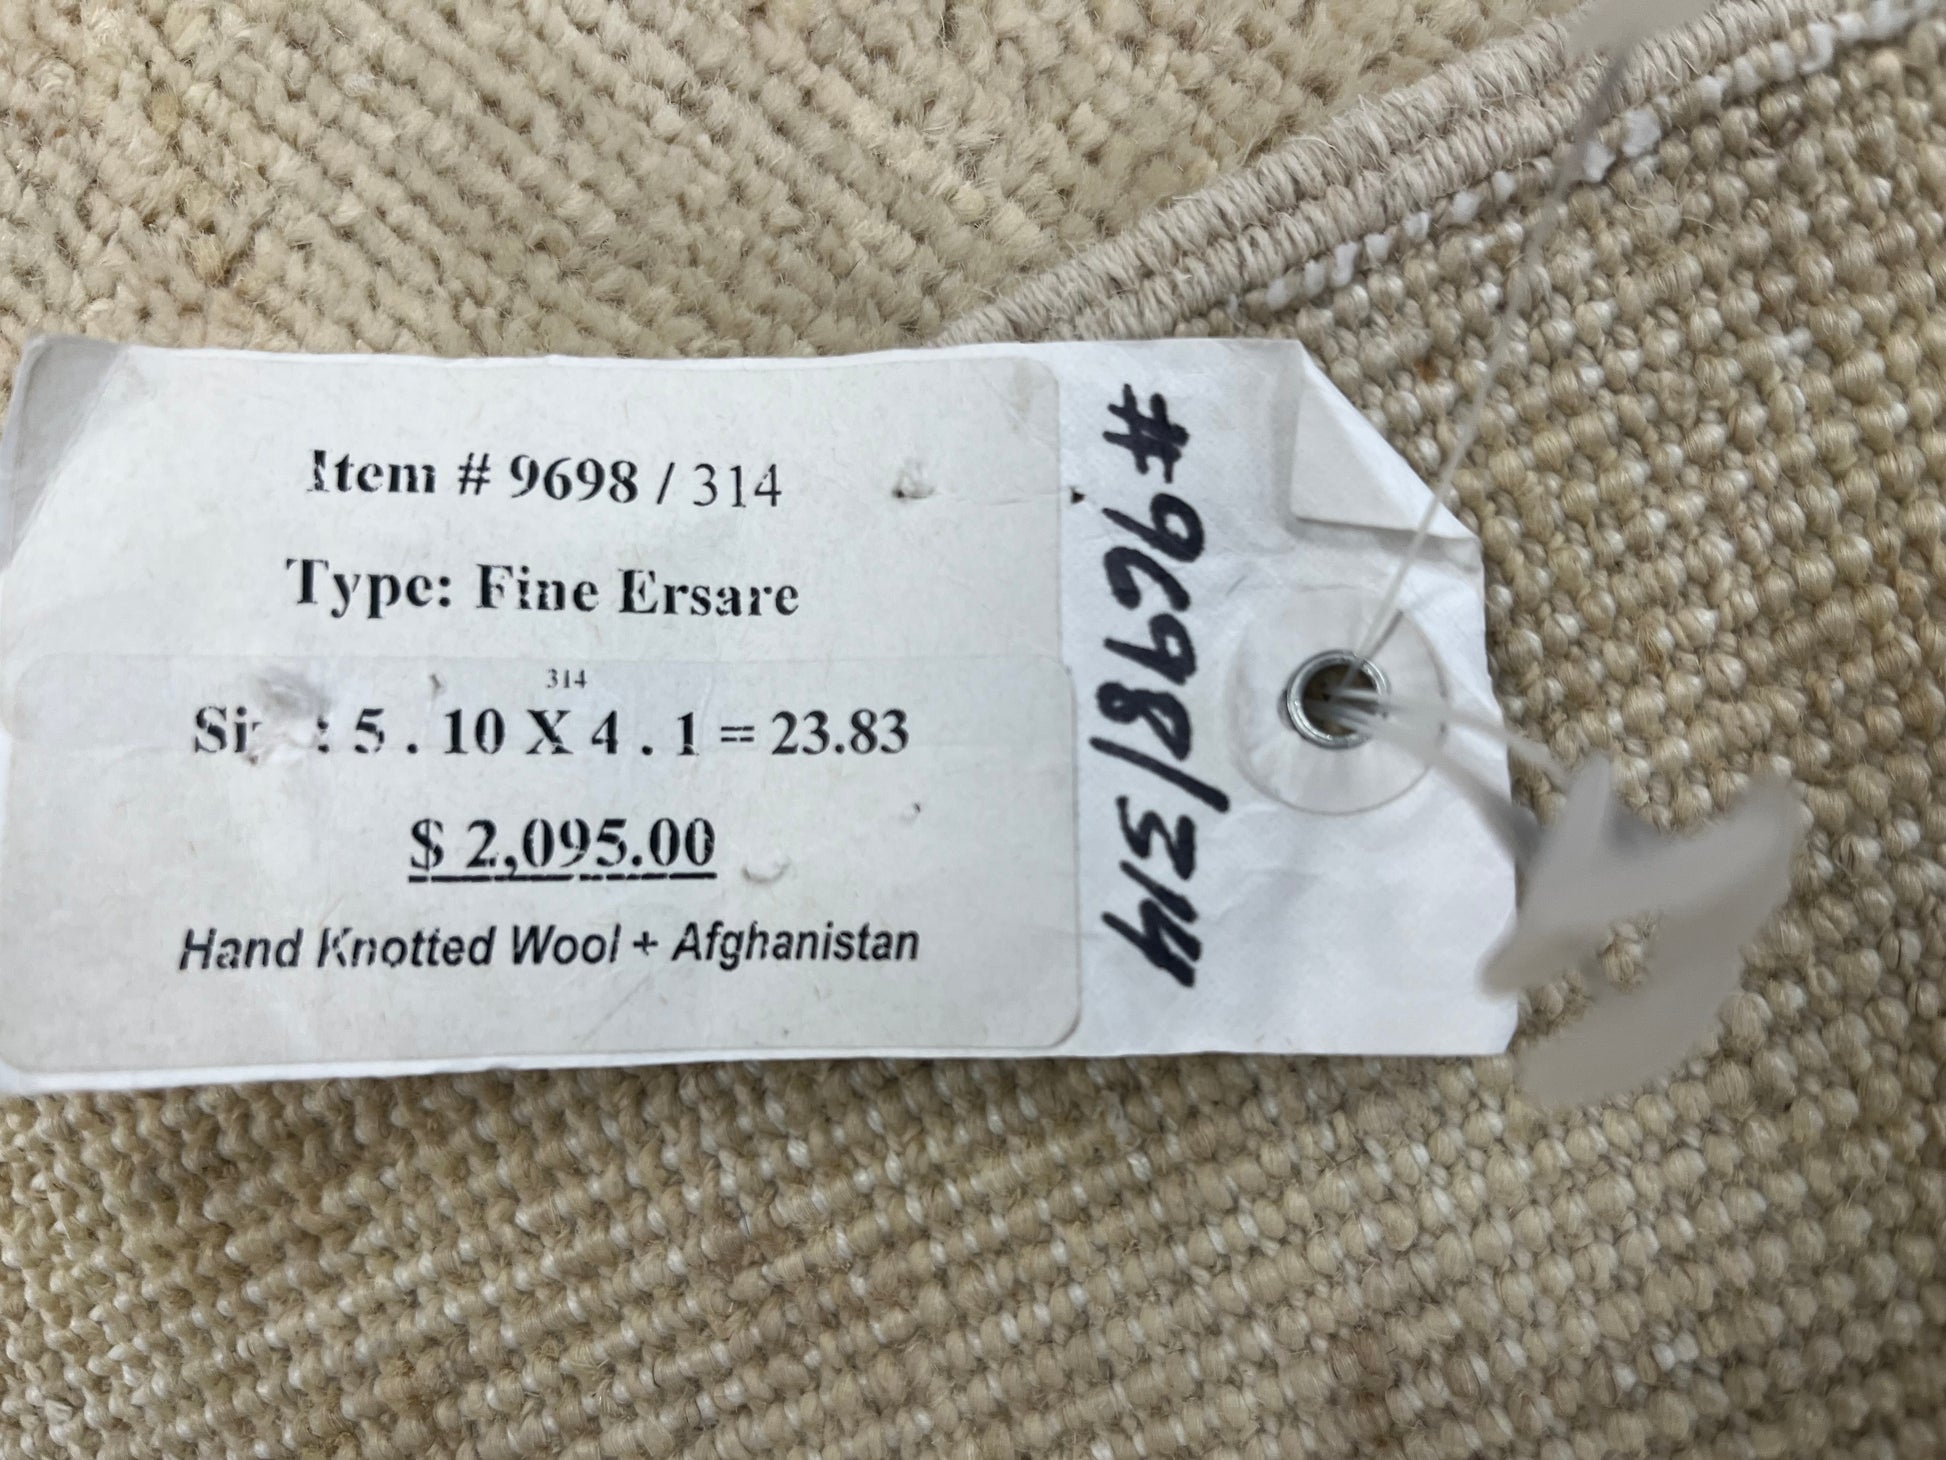 Item # 9698 / 314
Type: Fine Ersare
314
5 . 10 X 4 . 1 = 23.83
$ 2,095.00
Hand Knotted Wool + Afghanistan
#9698/314